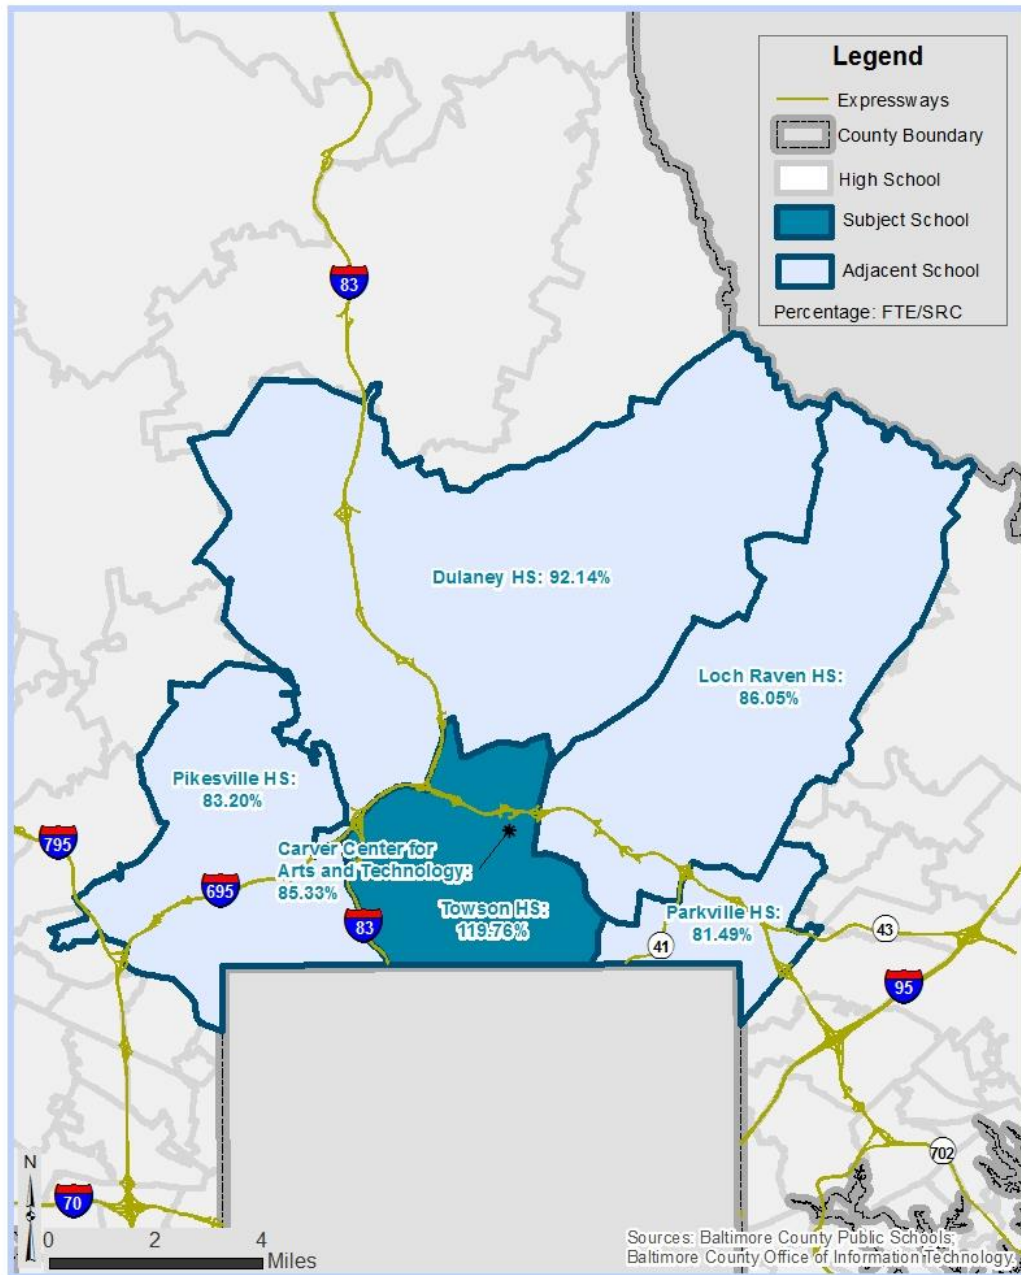 Legend
Expressways
County Boundary
High School
Subject School
Adjacent School
Percentage: FTE/SRC
83
Dulaney HS: 92.14%
Loch Raven HS:
86.05%
Pikesville HS:
83.20%
795
695
Carver Center for
Arts and Technology:
85.33%
83
Towson HS:
119.76%
Parkville HS:
81.49%
41
43
95
702
70
N
0 2 4
Miles
Sources: Baltimore County Public Schools;
Baltimore County Office of Information Technology;